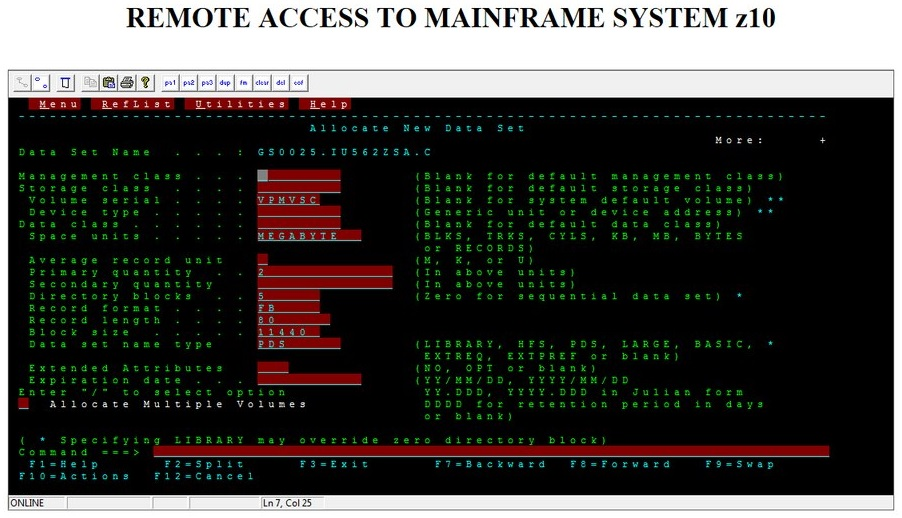 REMOTE ACCESS TO MAINFRAME SYSTEM z10
pa1 pa2 pa3 dup fm clear del eof
Menu RefList Utilities Help
Allocate New Data Set
More: +
Data Set Name . . . : GS0025.IU562ZSA.C
Management class . . . (Blank for default management class)
Storage class . . . . (Blank for default storage class)
Volume serial . . . . VPMVSC (Blank for system default volume) **
Device type . . . . . (Generic unit or device address) **
Data class . . . . . . (Blank for default data class)
Space units . . . . . MEGABYTE (BLKS, TRKS, CYLS, KB, MB, BYTES
or RECORDS)
Average record unit (M, K, or U)
Primary quantity . . 2 (In above units)
Secondary quantity (In above units)
Directory blocks . . 5 (Zero for sequential data set) *
Record format . . . . FB
Record length . . . . 80
Block size . . . . . 11440
Data set name type PDS (LIBRARY, HFS, PDS, LARGE, BASIC, *
EXTREQ, EXTPREF or blank)
Extended Attributes (NO, OPT or blank)
Expiration date . . . (YY/MM/DD, YYYY/MM/DD
Enter "/" to select option YY.DDD, YYYY.DDD in Julian form
Allocate Multiple Volumes DDDD for retention period in days
or blank)
( * Specifying LIBRARY may override zero directory block)
Command ===>
F1=Help F2=Split F3=Exit F7=Backward F8=Forward F9=Swap
F10=Actions F12=Cancel
ONLINE Ln 7, Col 25